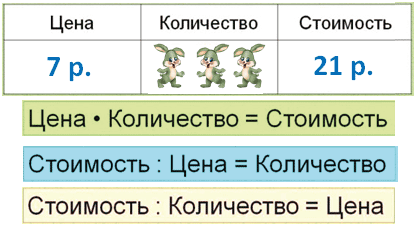 Цена Количество Стоимость
7 р. 21 р.
Цена • Количество = Стоимость
Стоимость : Цена = Количество
Стоимость : Количество = Цена